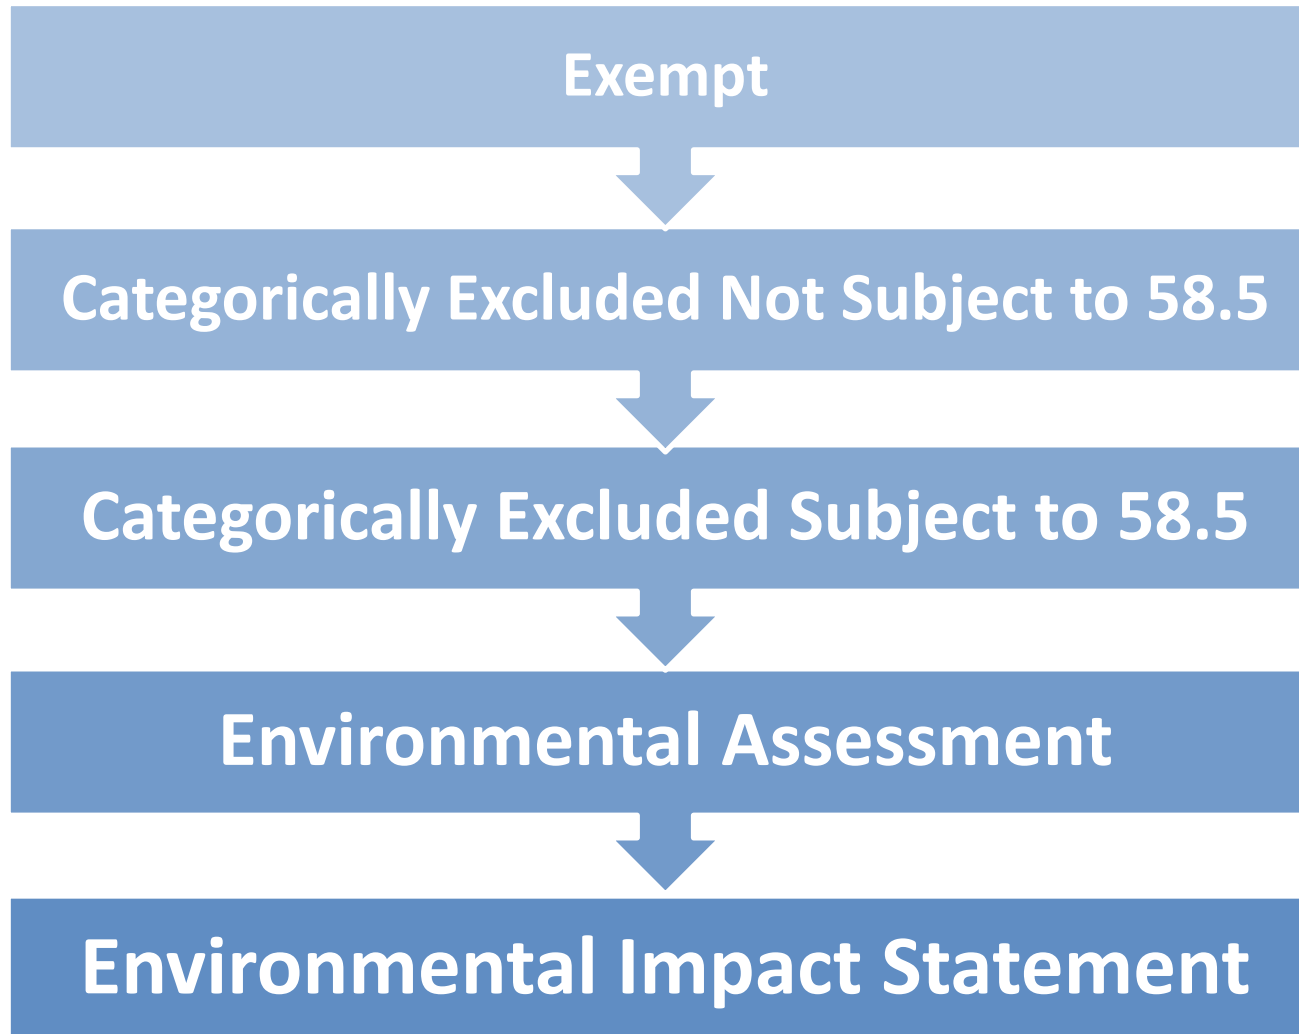 Exempt
Categorically Excluded Not Subject to 58.5
Categorically Excluded Subject to 58.5
Environmental Assessment
Environmental Impact Statement